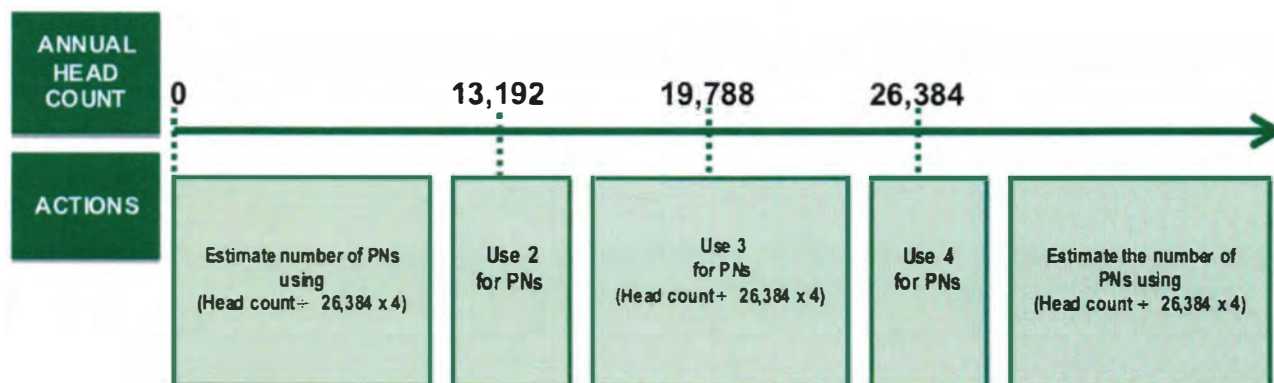 ANNUAL
HEAD
COUNT
0
13,192
19,788
26,384
ACTIONS
Estimate number of PNs
using
(Head count÷ 26,384 x 4)
Use 2
for PNs
Use 3
for PNs
(Head count÷ 26,384 x 4)
Use 4
for PNs
Estimate the number of
PNs using
(Head count ÷ 26,384 x 4)